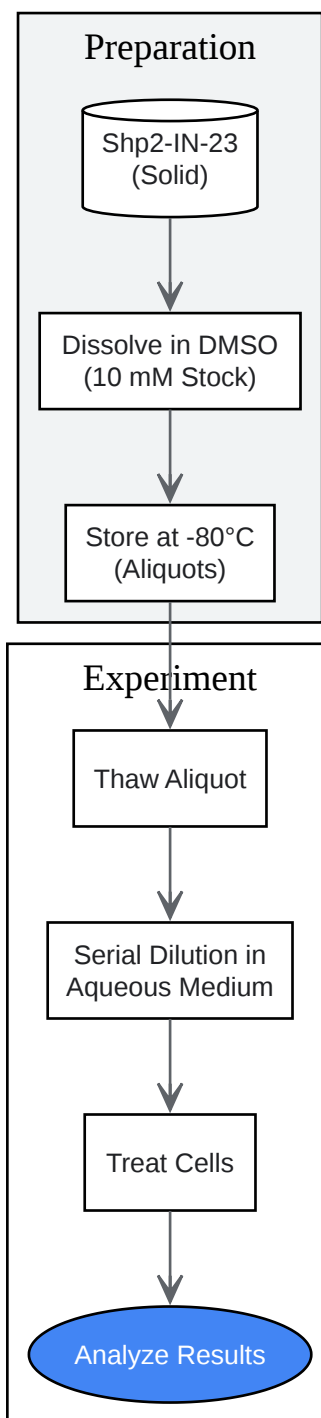 Preparation
Shp2-IN-23
(Solid)
Dissolve in DMSO
(10 mM Stock)
Store at -80°C
(Aliquots)
Experiment
Thaw Aliquot
Serial Dilution in
Aqueous Medium
Treat Cells
Analyze Results